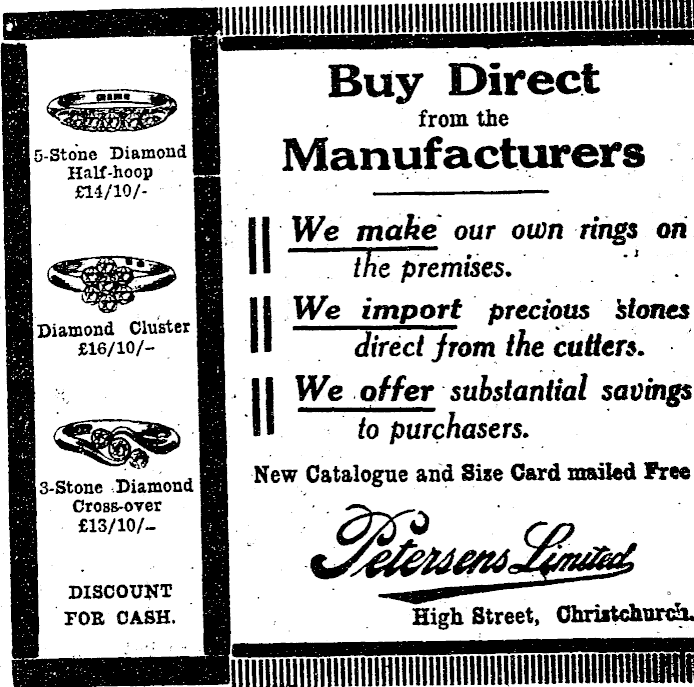 5-Stone Diamond
Half-hoop
£14/10/-
Diamond Cluster
£16/10/-
3-Stone Diamond
Cross-over
£13/10/-
DISCOUNT
FOR CASH.
Buy Direct
from the
Manufacturers
We make our own rings on
the premises.
We import precious stones
direct from the cutters.
We offer substantial savings
to purchasers.
New Catalogue and Size Card mailed Free
Petersens Limited
High Street, Christchurch.